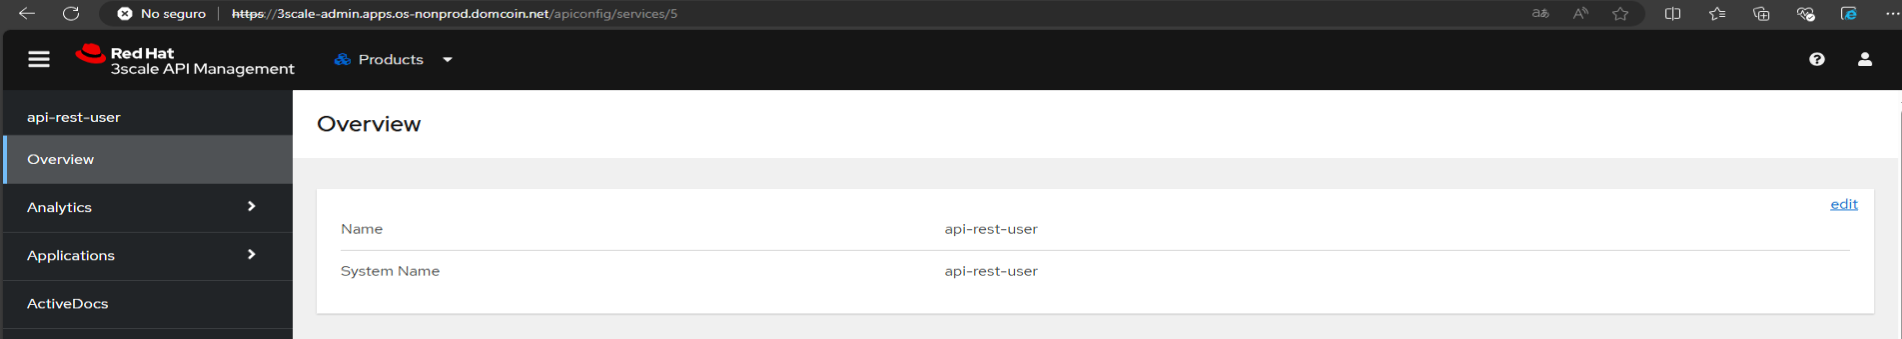 No seguro https://3scale-admin.apps.os-nonprod.domcoin.net/apiconfig/services/5
Red Hat
3scale API Management
Products
api-rest-user
Overview
Analytics
Applications
ActiveDocs
Overview
edit
Name api-rest-user
System Name api-rest-user